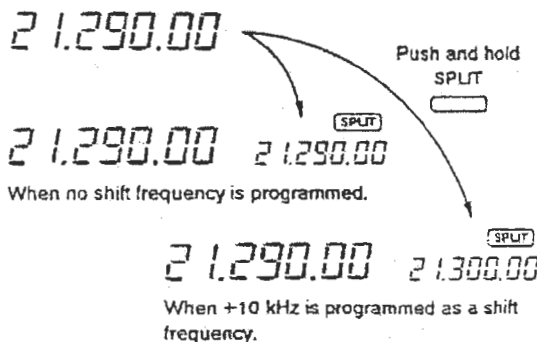 21.290.00
Push and hold
SPLIT
SPLIT
21.290.00 21.290.00
When no shift frequency is programmed.
SPLIT
21.290.00 21.300.00
When +10 kHz is programmed as a shift
frequency.